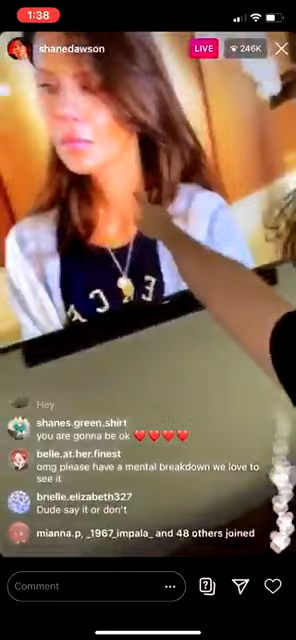 1:38
shanedawson
LIVE
246K
Hey
shanes.green.shirt
you are gonna be ok ❤️❤️❤️❤️
belle.at.her.finest
omg please have a mental breakdown we love to
see it
brielle.elizabeth327
Dude say it or don't
mianna.p, _1967_impala_ and 48 others joined
Comment